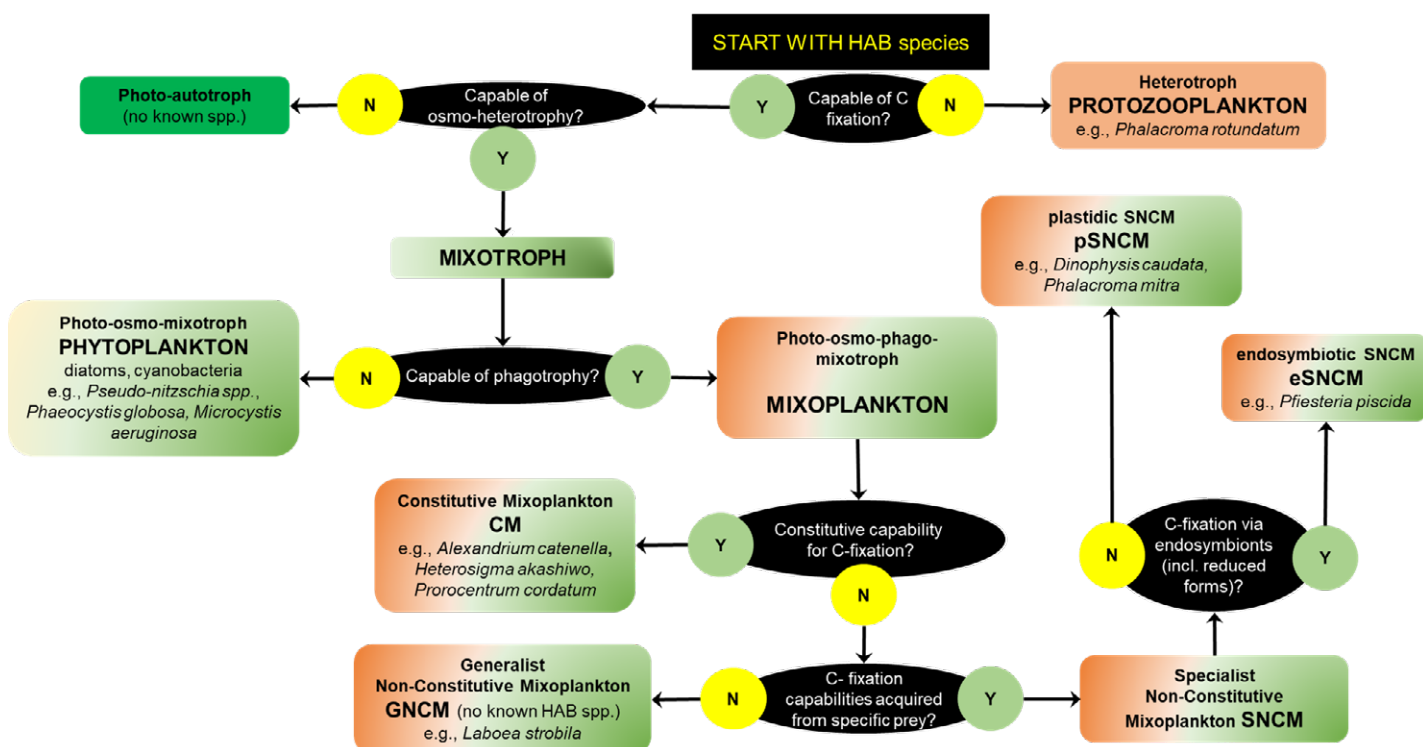 START WITH HAB species
Capable of C
fixation?
Y
N
Heterotroph
PROTOZOOPLANKTON
e.g., Phalacroma rotundatum
Capable of
osmo-heterotrophy?
N
Y
Photo-autotroph
(no known spp.)
MIXOTROPH
Capable of phagotrophy?
N
Y
Photo-osmo-mixotroph
PHYTOPLANKTON
diatoms, cyanobacteria
e.g., Pseudo-nitzschia spp.,
Phaeocystis globosa, Microcystis
aeruginosa
Photo-osmo-phago-
mixotroph
MIXOPLANKTON
Constitutive capability
for C-fixation?
Y
N
Constitutive Mixoplankton
CM
e.g., Alexandrium catenella,
Heterosigma akashiwo,
Prorocentrum cordatum
C- fixation
capabilities acquired
from specific prey?
N
Y
Generalist
Non-Constitutive Mixoplankton
GNCM (no known HAB spp.)
e.g., Laboea strobila
Specialist
Non-Constitutive
Mixoplankton SNCM
C-fixation via
endosymbionts
(incl. reduced
forms)?
N
Y
plastidic SNCM
pSNCM
e.g., Dinophysis caudata,
Phalacroma mitra
endosymbiotic SNCM
eSNCM
e.g., Pfiesteria piscida